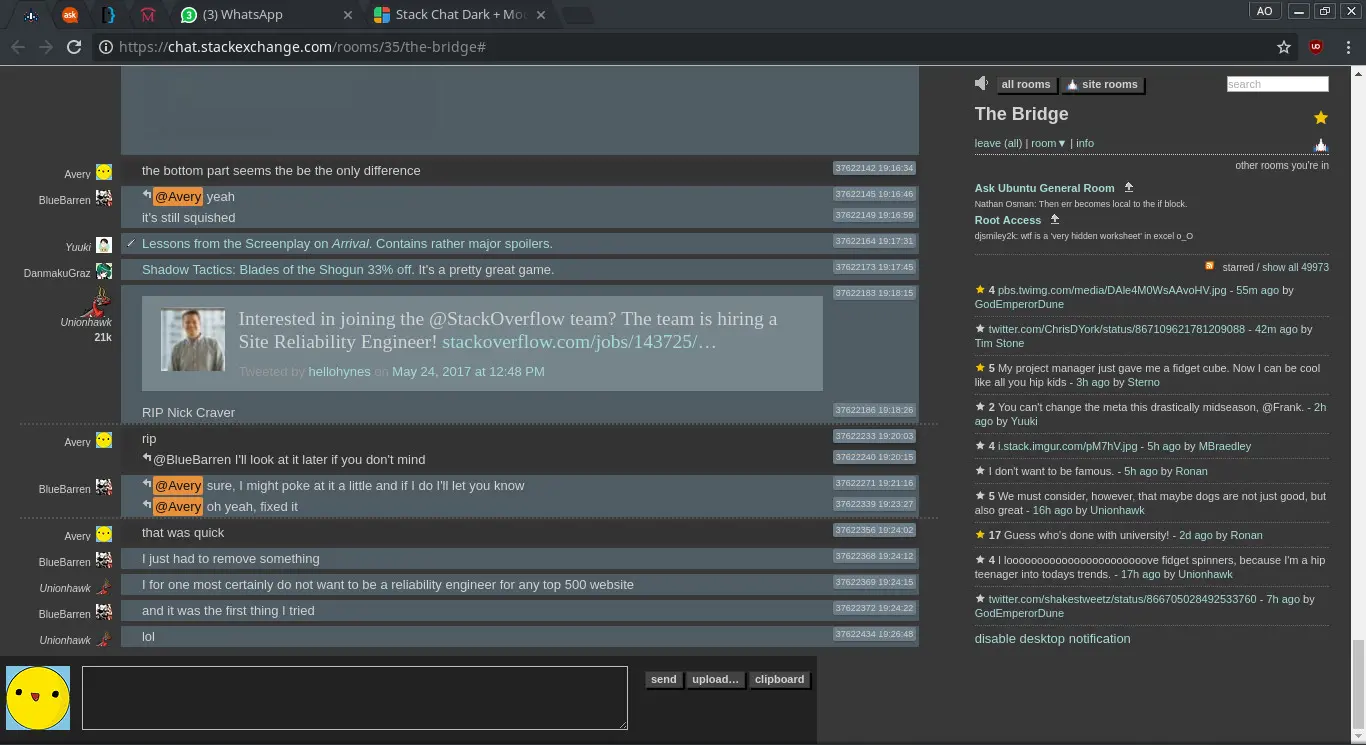 ask
(3) WhatsApp
Stack Chat Dark + Mo
AO
https://chat.stackexchange.com/rooms/35/the-bridge#
Avery
the bottom part seems the be the only difference
37622142 19:16:34
BlueBarren
@Avery yeah
37622145 19:16:46
it's still squished
37622149 19:16:59
Yuuki
✓ Lessons from the Screenplay on Arrival. Contains rather major spoilers.
37622164 19:17:31
DanmakuGraz
Shadow Tactics: Blades of the Shogun 33% off. It's a pretty great game.
37622173 19:17:45
Unionhawk
21k
37622183 19:18:15
Interested in joining the @StackOverflow team? The team is hiring a
Site Reliability Engineer! stackoverflow.com/jobs/143725/…
Tweeted by hellohynes on May 24, 2017 at 12:48 PM
RIP Nick Craver
37622186 19:18:26
Avery
rip
37622233 19:20:03
@BlueBarren I'll look at it later if you don't mind
37622240 19:20:15
BlueBarren
@Avery sure, I might poke at it a little and if I do I'll let you know
37622271 19:21:16
@Avery oh yeah, fixed it
37622339 19:23:27
Avery
that was quick
37622356 19:24:02
BlueBarren
I just had to remove something
37622368 19:24:12
Unionhawk
I for one most certainly do not want to be a reliability engineer for any top 500 website
37622369 19:24:15
BlueBarren
and it was the first thing I tried
37622372 19:24:22
Unionhawk
lol
37622434 19:26:48
send
upload…
clipboard
all rooms
site rooms
search
The Bridge
leave (all) | room▼ | info
other rooms you're in
Ask Ubuntu General Room
Nathan Osman: Then err becomes local to the if block.
Root Access
djsmiley2k: wtf is a 'very hidden worksheet' in excel o_O
starred / show all 49973
4 pbs.twimg.com/media/DAle4M0WsAAvoHV.jpg - 55m ago by
GodEmperorDune
twitter.com/ChrisDYork/status/867109621781209088 - 42m ago by
Tim Stone
5 My project manager just gave me a fidget cube. Now I can be cool
like all you hip kids - 3h ago by Sterno
2 You can't change the meta this drastically midseason, @Frank. - 2h
ago by Yuuki
4 i.stack.imgur.com/pM7hV.jpg - 5h ago by MBraedley
I don't want to be famous. - 5h ago by Ronan
5 We must consider, however, that maybe dogs are not just good, but
also great - 16h ago by Unionhawk
17 Guess who's done with university! - 2d ago by Ronan
4 I looooooooooooooooooooooove fidget spinners, because I'm a hip
teenager into todays trends. - 17h ago by Unionhawk
twitter.com/shakestweetz/status/866705028492533760 - 7h ago by
GodEmperorDune
disable desktop notification